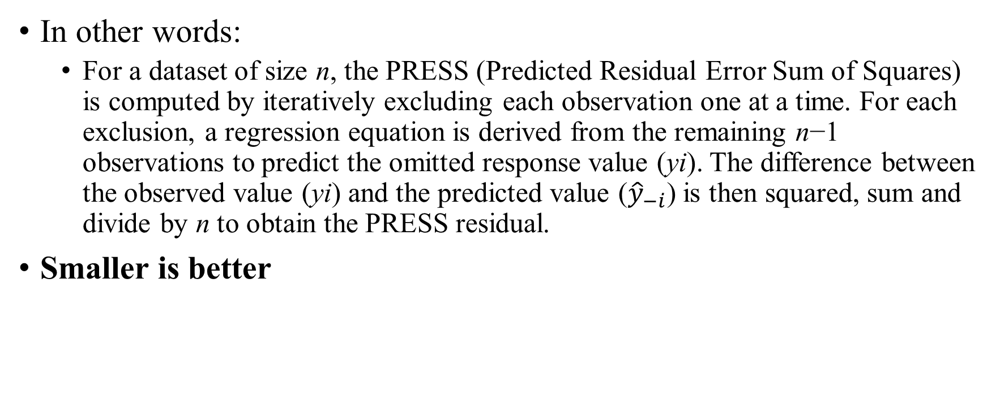 • In other words:
• For a dataset of size n, the PRESS (Predicted Residual Error Sum of Squares)
is computed by iteratively excluding each observation one at a time. For each
exclusion, a regression equation is derived from the remaining n−1
observations to predict the omitted response value (yi). The difference between
the observed value (yi) and the predicted value (ŷ₋ᵢ) is then squared, sum and
divide by n to obtain the PRESS residual.
• Smaller is better